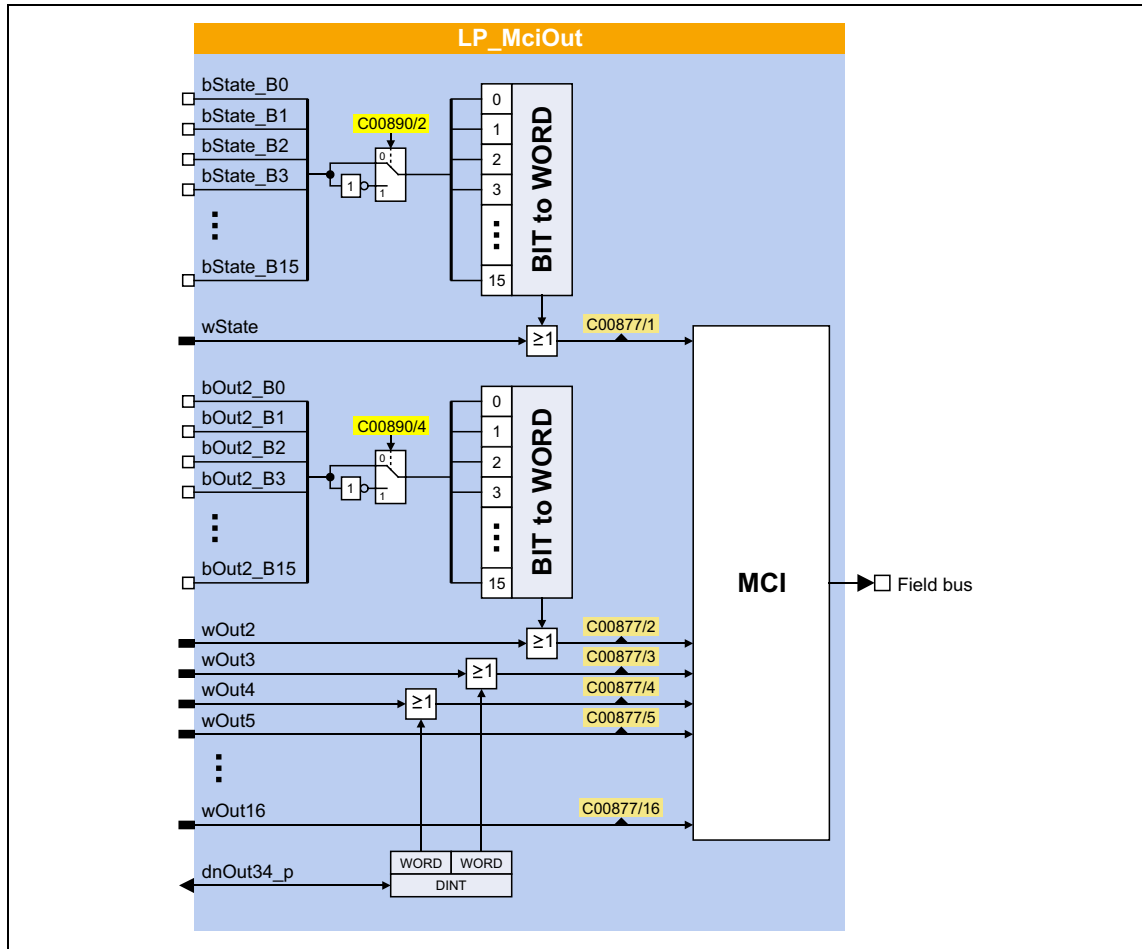 LP_MciOut
bState_B0
bState_B1
bState_B2
bState_B3
⋮
bState_B15
C00890/2
0
1
1
0
1
2
3
⋮
15
BIT to WORD
wState
≥1
C00877/1
bOut2_B0
bOut2_B1
bOut2_B2
bOut2_B3
⋮
bOut2_B15
C00890/4
0
1
1
0
1
2
3
⋮
15
BIT to WORD
MCI
Field bus
wOut2
≥1
C00877/2
wOut3
≥1
C00877/3
wOut4
≥1
C00877/4
wOut5
C00877/5
⋮
wOut16
C00877/16
dnOut34_p
WORD WORD
DINT